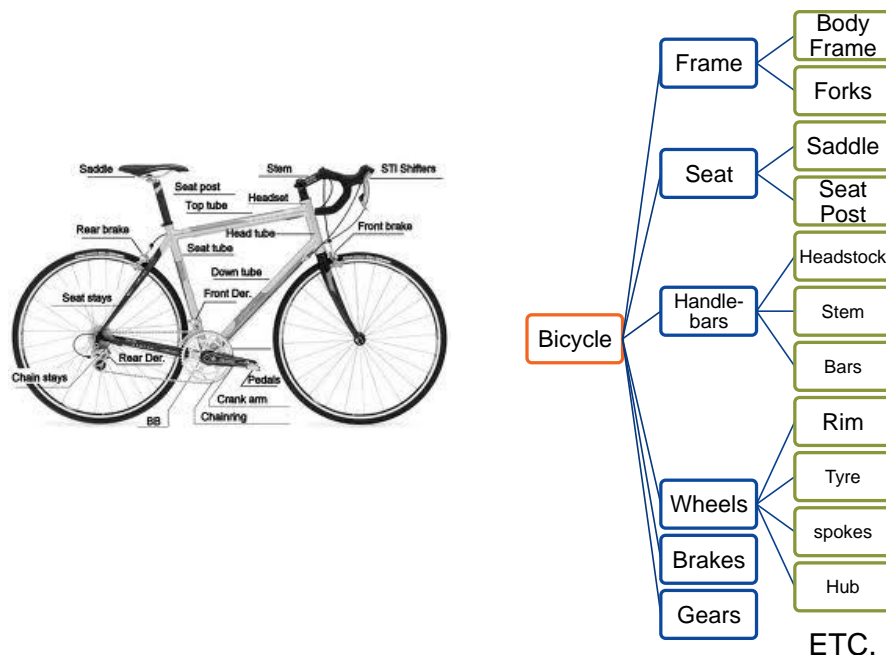 Saddle
Stem
STI Shifters
Seat post
Headset
Top tube
Rear brake
Head tube
Front brake
Seat tube
Down tube
Seat stays
Front Der.
Rear Der.
Chain stays
Pedals
Crank arm
Chainring
BB
Bicycle
Frame
Body
Frame
Forks
Seat
Saddle
Seat
Post
Handle-
bars
Headstock
Stem
Bars
Wheels
Rim
Tyre
spokes
Hub
Brakes
Gears
ETC.